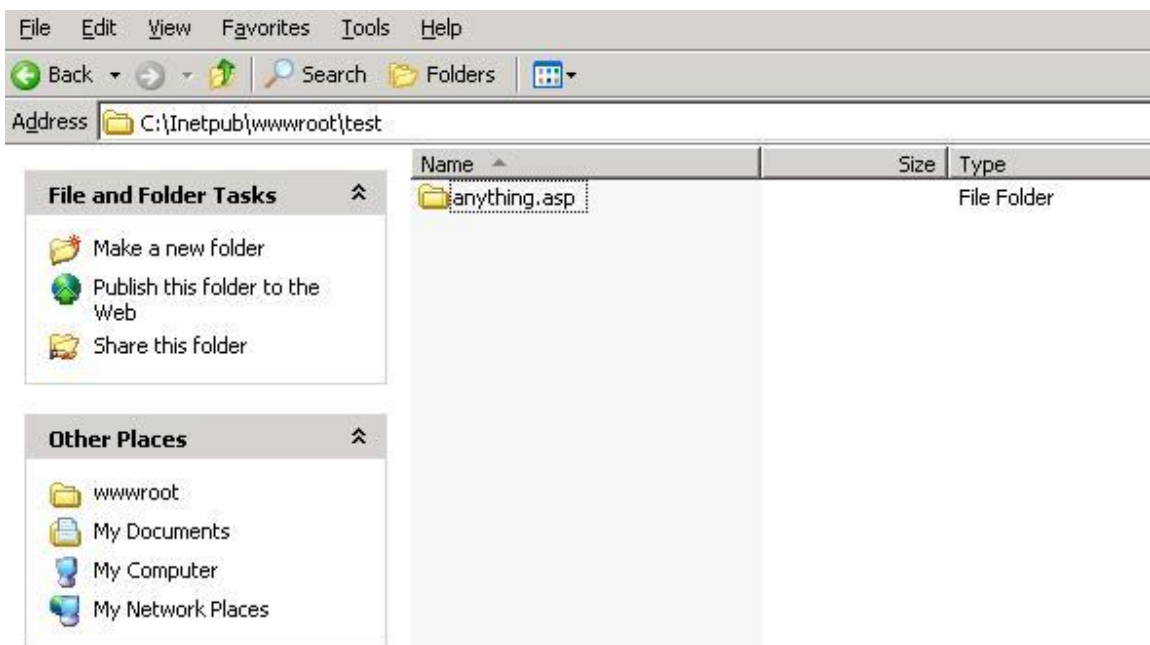 File Edit View Favorites Tools Help
Back Search Folders
Address C:\Inetpub\wwwroot\test
Name Size Type
File and Folder Tasks
anything.asp File Folder
Make a new folder
Publish this folder to the
Web
Share this folder
Other Places
wwwroot
My Documents
My Computer
My Network Places